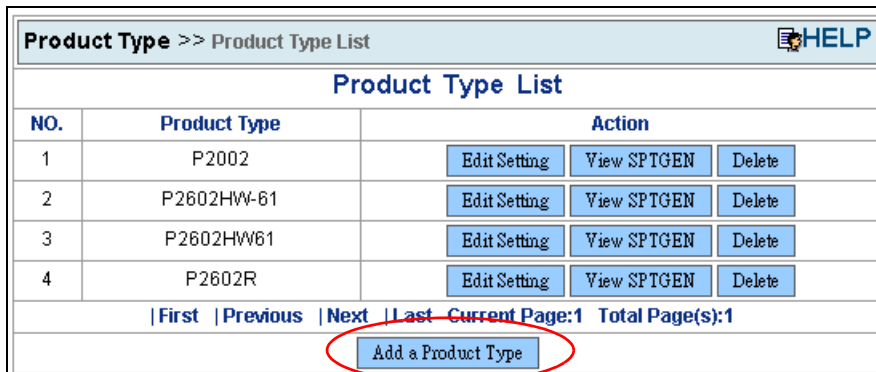 Product Type >> Product Type List HELP
Product Type List
NO. Product Type Action
1 P2002 Edit Setting View SPTGEN Delete
2 P2602HW-61 Edit Setting View SPTGEN Delete
3 P2602HW61 Edit Setting View SPTGEN Delete
4 P2602R Edit Setting View SPTGEN Delete
|First |Previous |Next |Last Current Page:1 Total Page(s):1
Add a Product Type